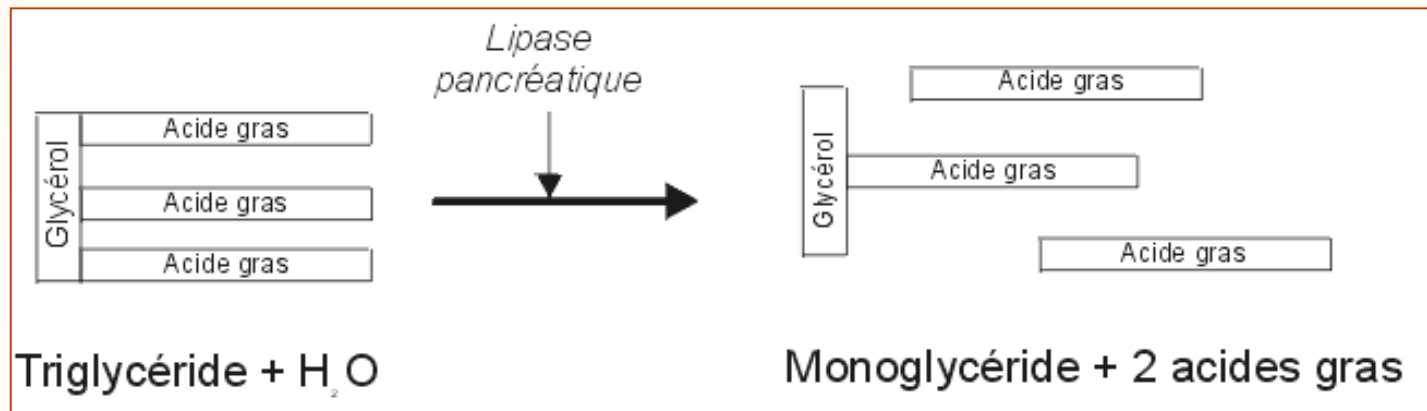 Lipase
pancréatique
Glycérol
Acide gras
Acide gras
Acide gras
Glycérol
Acide gras
Acide gras
Acide gras
Triglycéride + H₂O
Monoglycéride + 2 acides gras